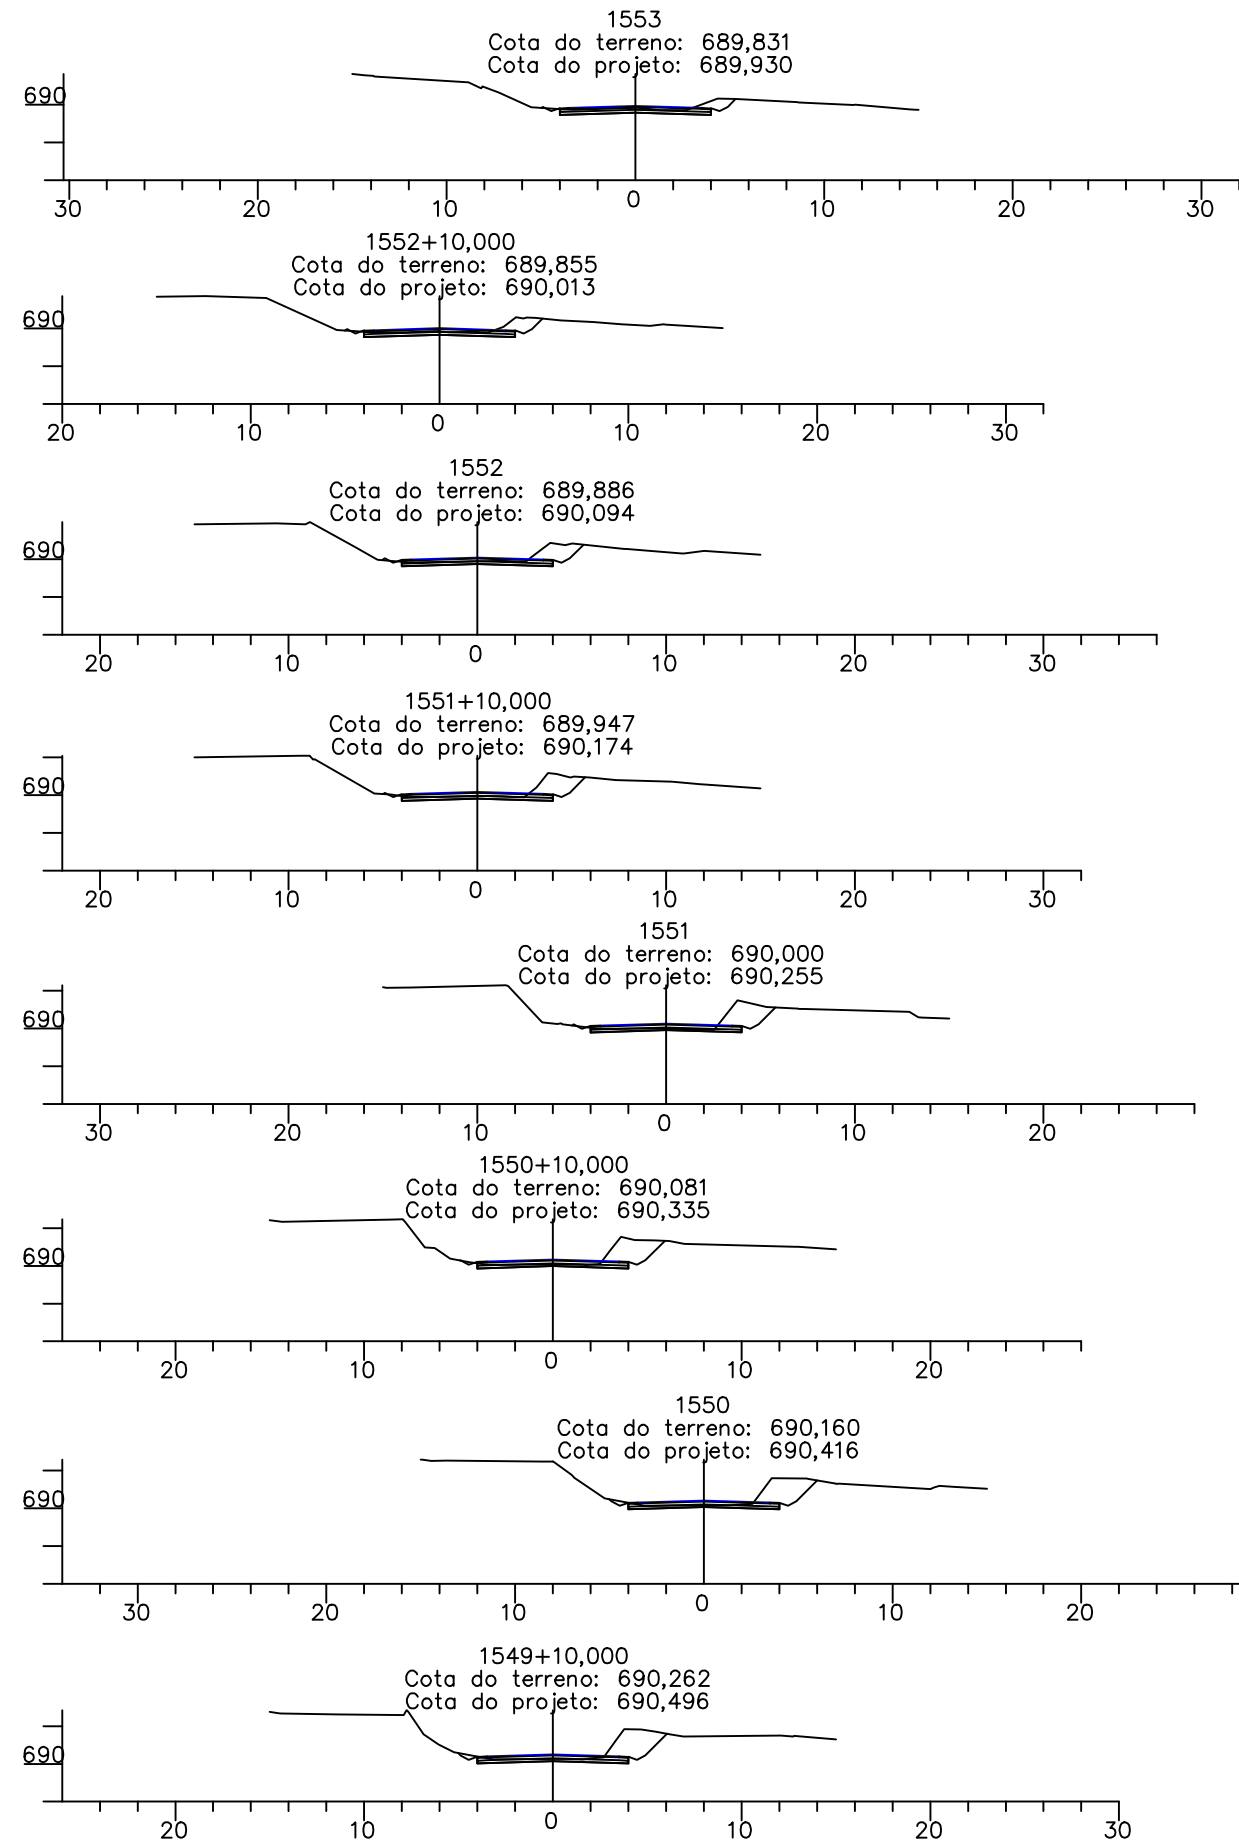 1553
Cota do terreno: 689,831
Cota do projeto: 689,930
690
30 20 10 0 10 20 30
1552+10,000
Cota do terreno: 689,855
Cota do projeto: 690,013
690
20 10 0 10 20 30
1552
Cota do terreno: 689,886
Cota do projeto: 690,094
690
20 10 0 10 20 30
1551+10,000
Cota do terreno: 689,947
Cota do projeto: 690,174
690
20 10 0 10 20 30
1551
Cota do terreno: 690,000
Cota do projeto: 690,255
690
30 20 10 0 10 20
1550+10,000
Cota do terreno: 690,081
Cota do projeto: 690,335
690
20 10 0 10 20
1550
Cota do terreno: 690,160
Cota do projeto: 690,416
690
30 20 10 0 10 20
1549+10,000
Cota do terreno: 690,262
Cota do projeto: 690,496
690
20 10 0 10 20 30